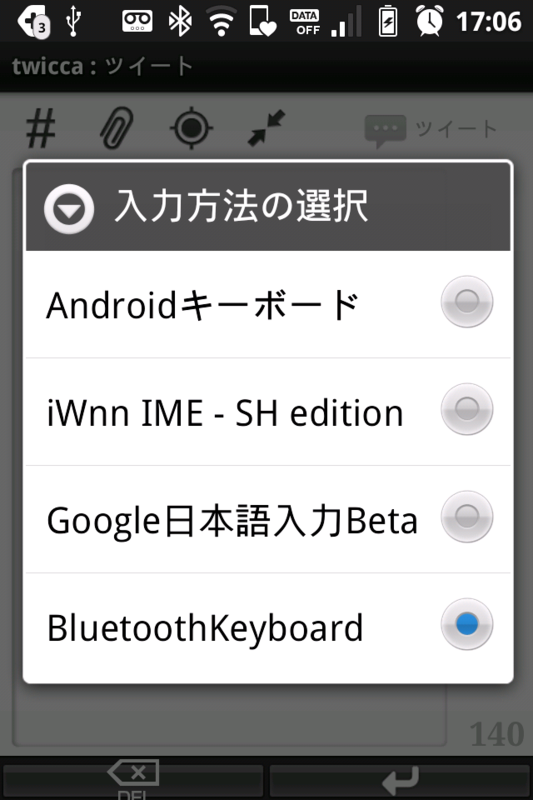 3
DATA
OFF
17:06
twicca : ツイート
ツイート
入力方法の選択
Androidキーボード
iWnn IME - SH edition
Google日本語入力Beta
BluetoothKeyboard
140
DEL